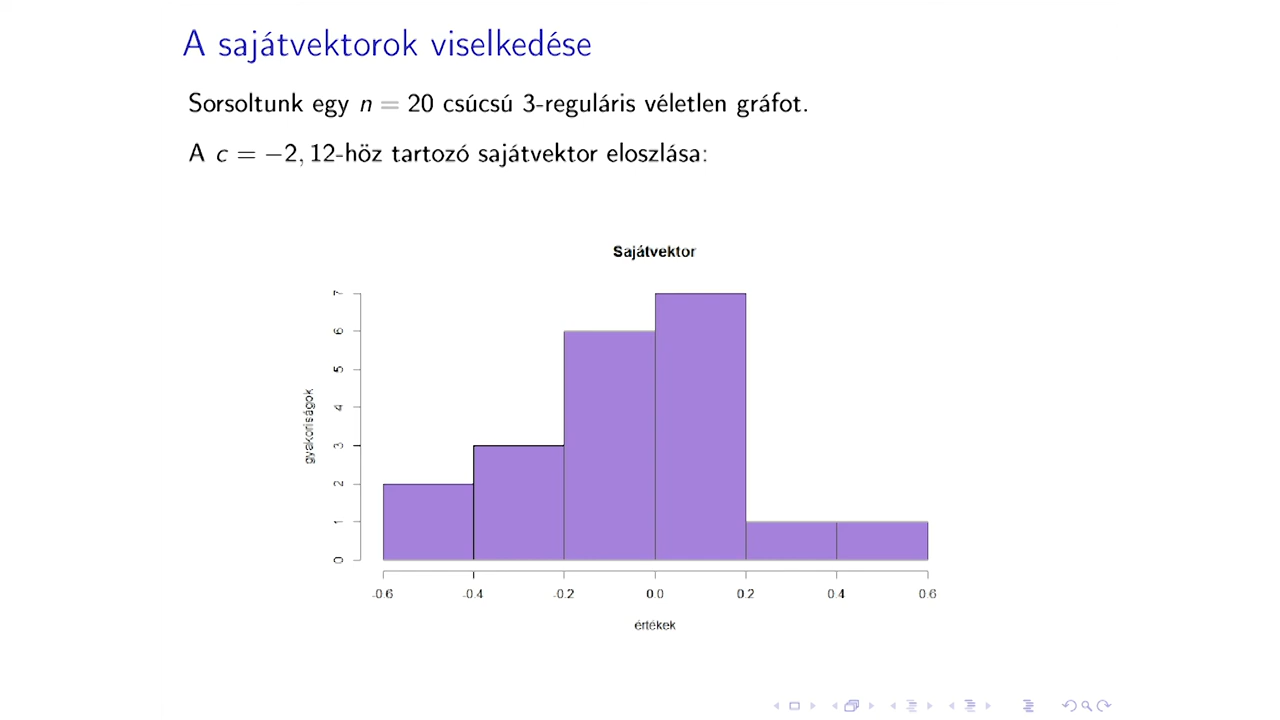 A sajátvektorok viselkedése
Sorsoltunk egy n = 20 csúcsú 3-reguláris véletlen gráfot.
A c = −2, 12-höz tartozó sajátvektor eloszlása:
Sajátvektor
gyakoriságok
7
6
5
4
3
2
1
0
-0.6 -0.4 -0.2 0.0 0.2 0.4 0.6
értékek